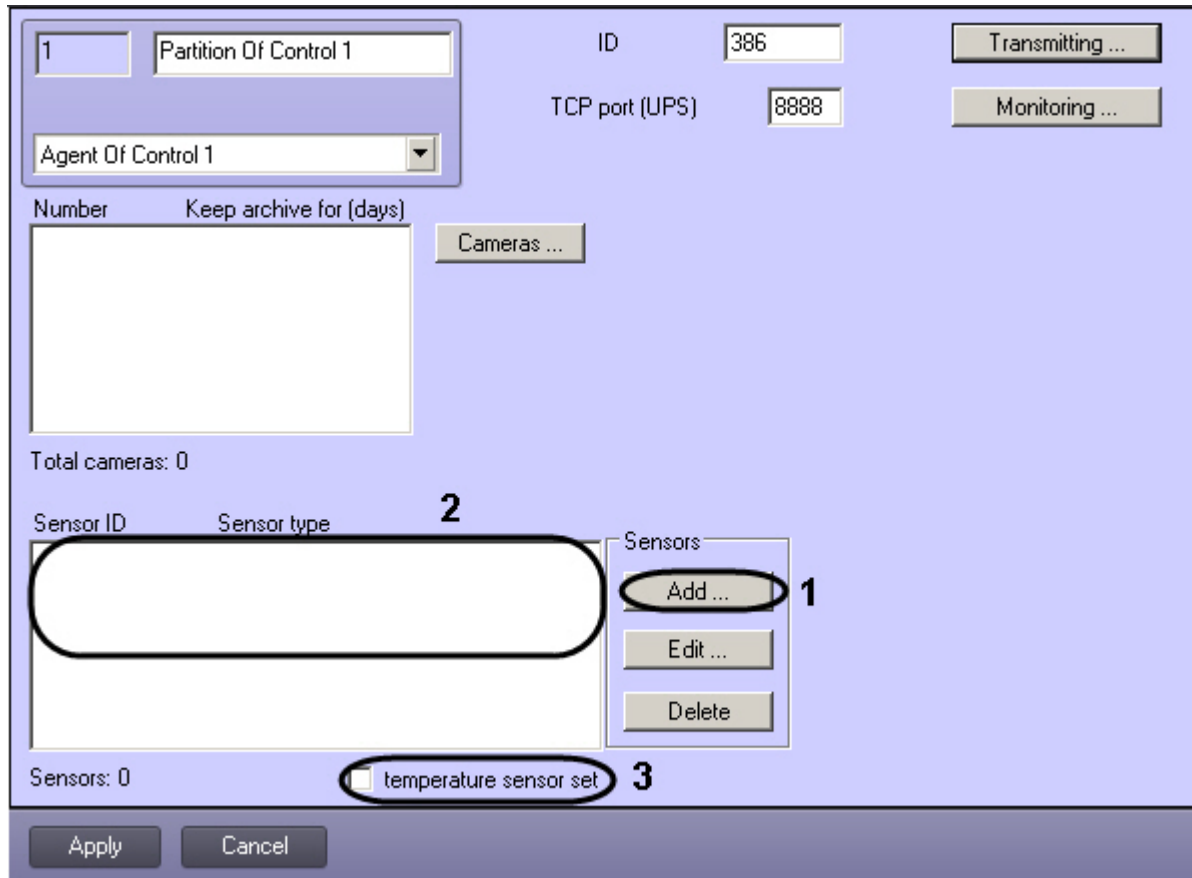 1 Partition Of Control 1 ID 386 Transmitting ...
TCP port (UPS) 8888 Monitoring ...
Agent Of Control 1
Number Keep archive for (days)
Cameras ...
Total cameras: 0
2
Sensor ID Sensor type
Sensors
Add ... 1
Edit ...
Delete
Sensors: 0 temperature sensor set 3
Apply Cancel